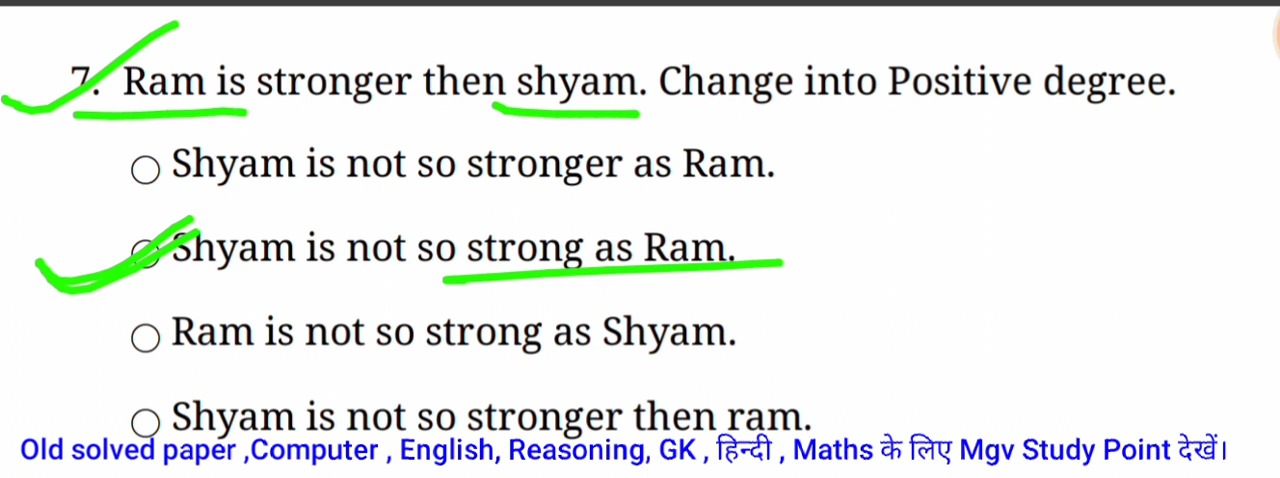 7. Ram is stronger then shyam. Change into Positive degree.
Shyam is not so stronger as Ram.
Shyam is not so strong as Ram.
Ram is not so strong as Shyam.
Shyam is not so stronger then ram.
Old solved paper ,Computer , English, Reasoning, GK , हिन्दी , Maths के लिए Mgv Study Point देखें।